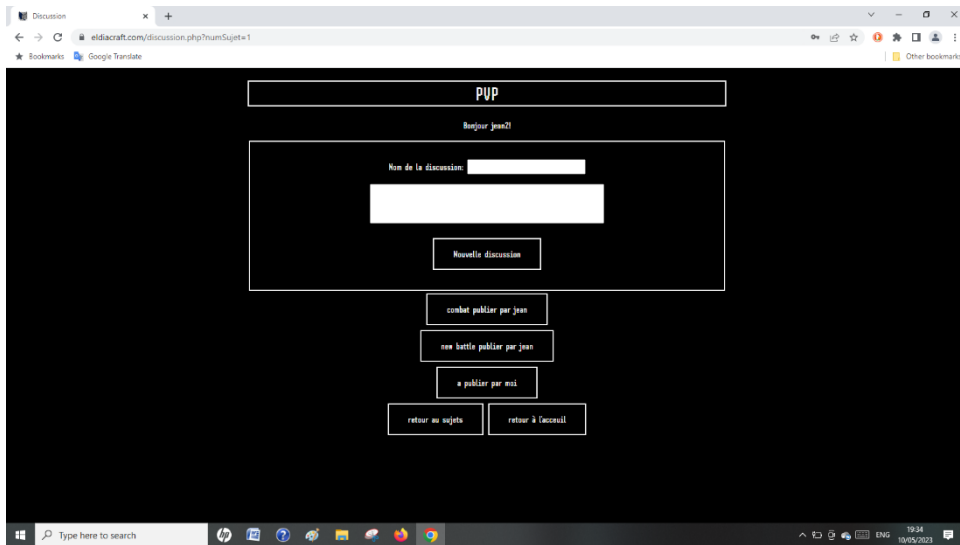 Discussion
eldiacraft.com/discussion.php?numSujet=1
Bookmarks Google Translate Other bookmarks
PVP
Bonjour jean2!
Nom de la discussion:
Nouvelle discussion
combat publier par jean
new battle publier par jean
a publier par moi
retour au sujets retour à l'acceuil
Type here to search ENG 19:34
10/05/2023